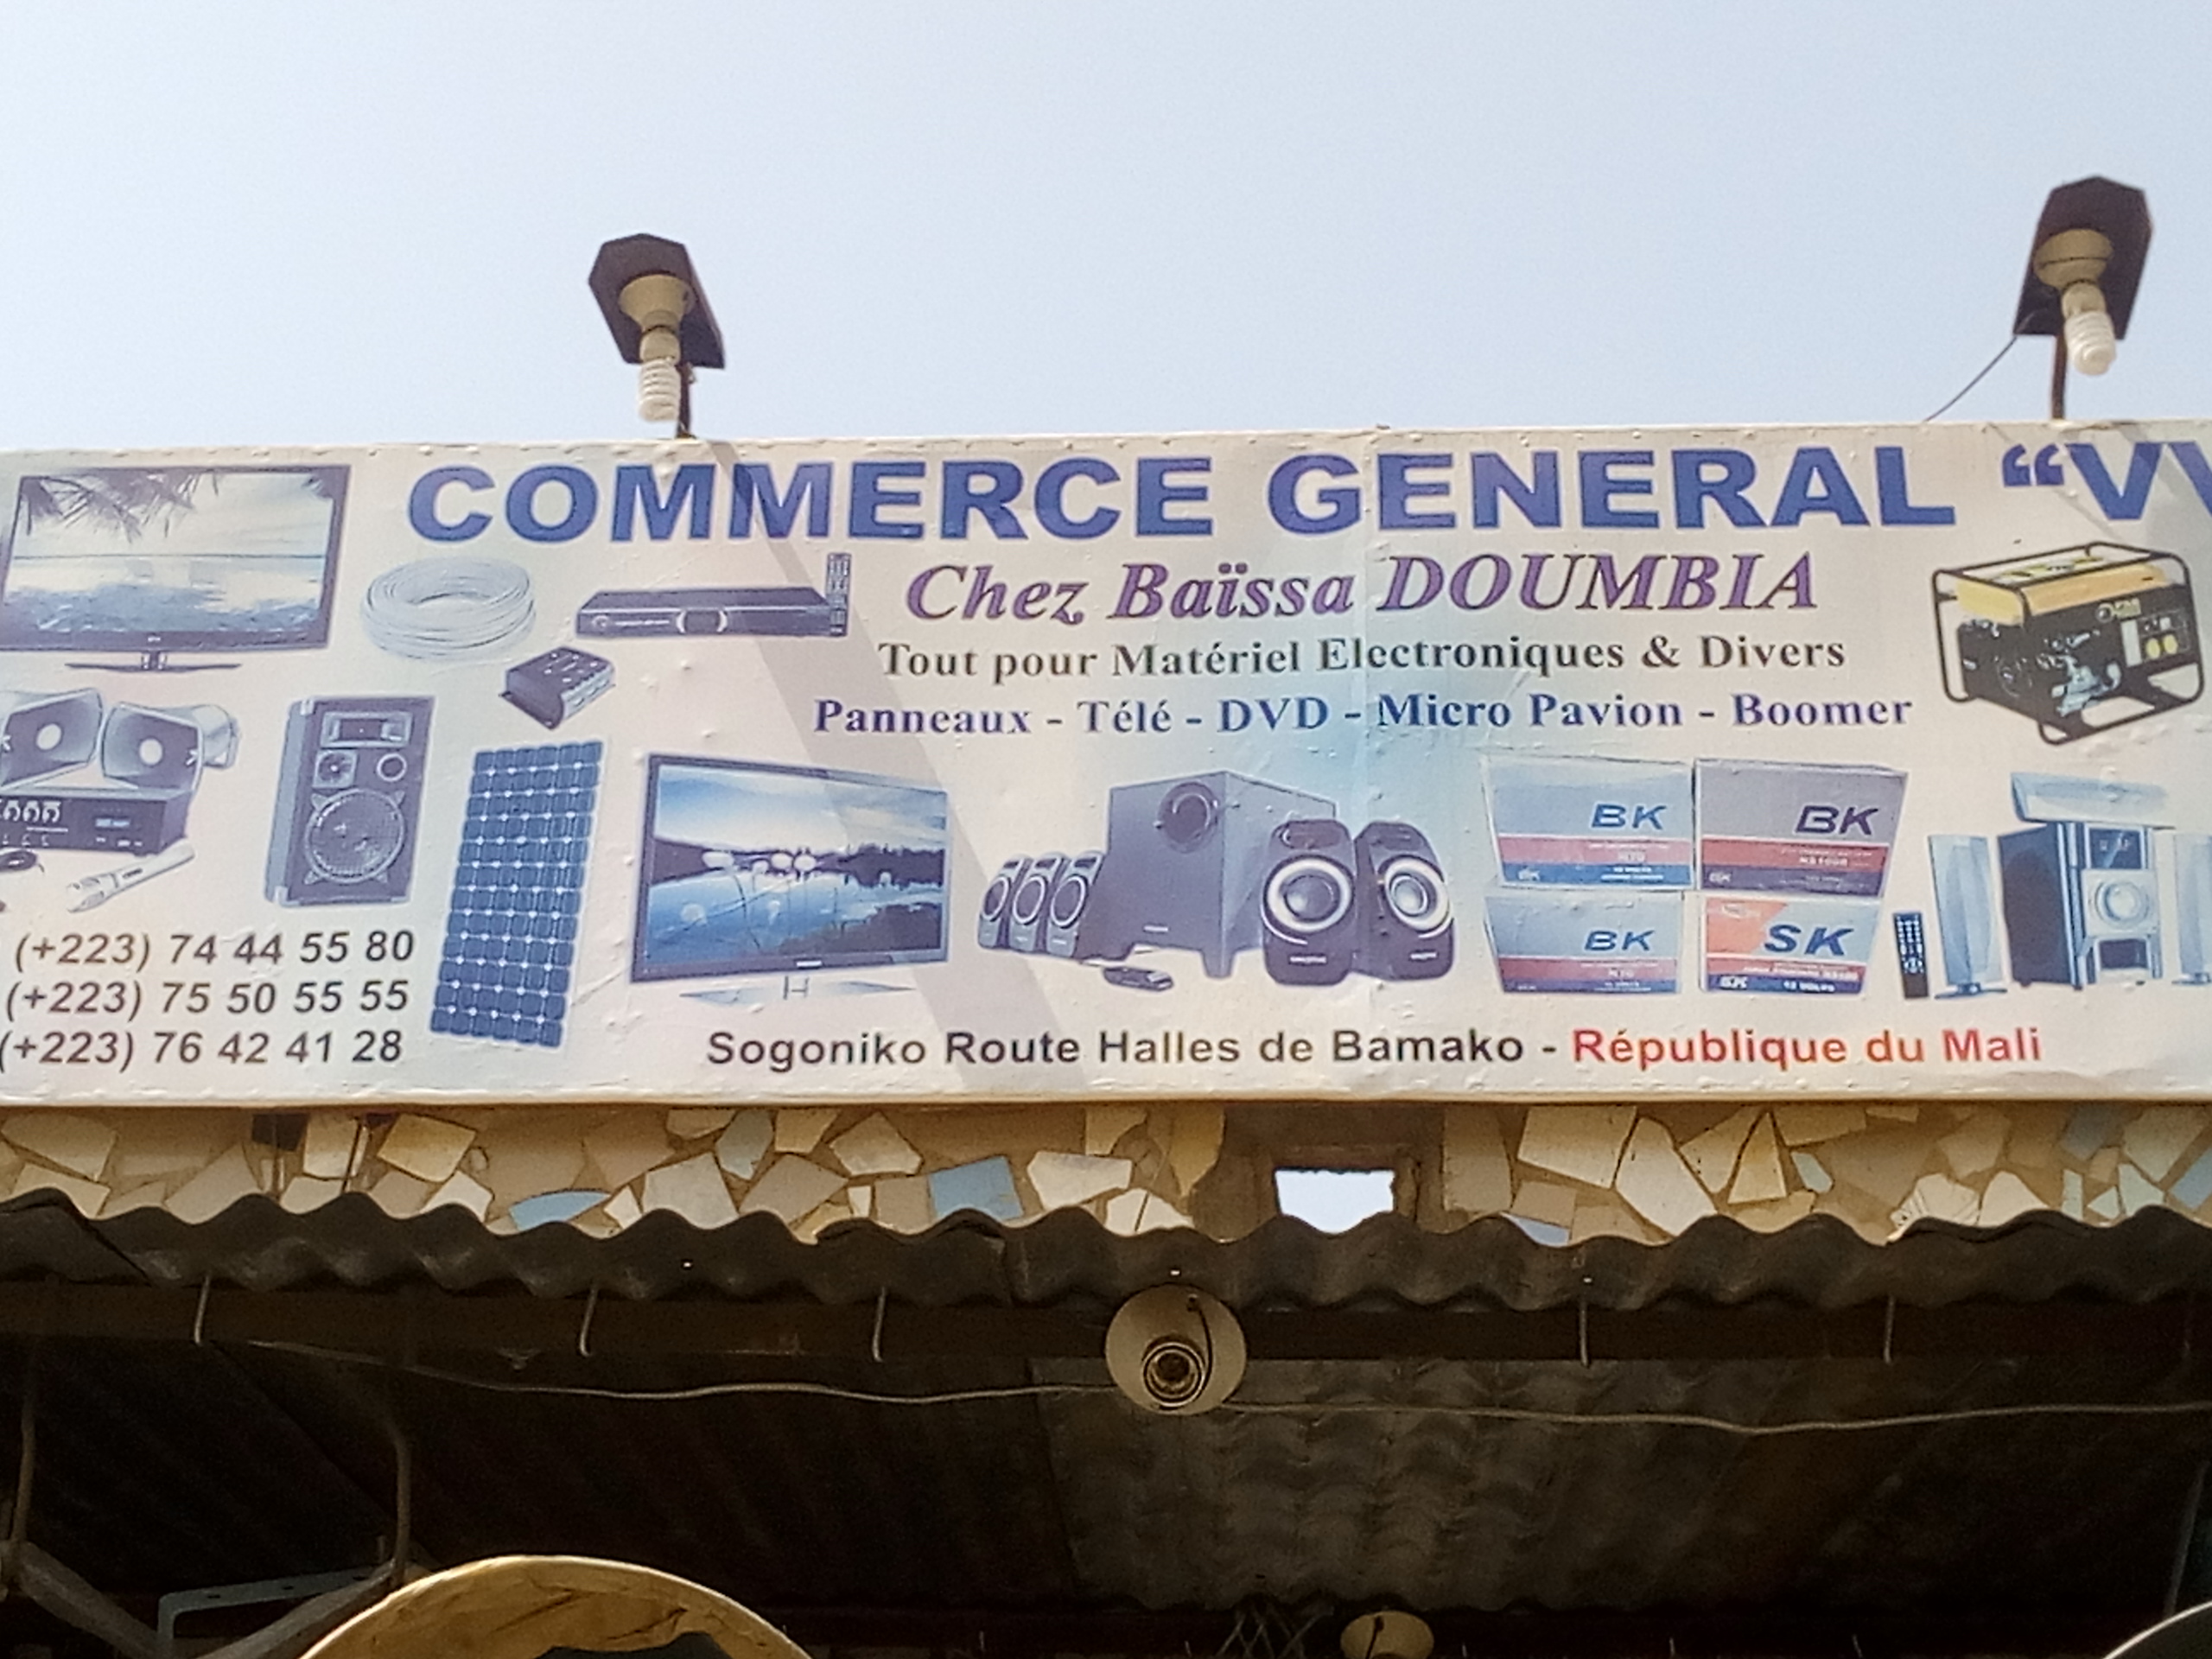 COMMERCE GENERAL “V
Chez Baïssa DOUMBIA
Tout pour Matériel Electroniques & Divers
Panneaux - Télé - DVD - Micro Pavion - Boomer
BK
BK
BK
SK
(+223) 74 44 55 80
(+223) 75 50 55 55
(+223) 76 42 41 28
Sogoniko Route Halles de Bamako - République du Mali